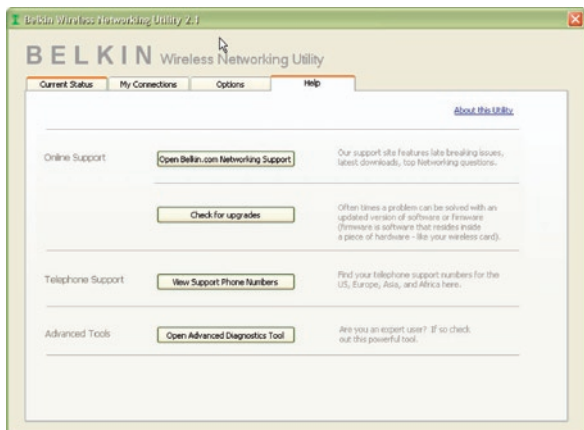 Belkin Wireless Networking Utility 2.1
BELKIN Wireless Networking Utility
Current Status
My Connections
Options
Help
About this Utility
Online Support
Open Belkin.com Networking Support
Our support site features late breaking issues,
latest downloads, top Networking questions.
Check for upgrades
Often times a problem can be solved with an
updated version of software or firmware
(firmware is software that resides inside
a piece of hardware - like your wireless card).
Telephone Support
View Support Phone Numbers
Find your telephone support numbers for the
US, Europe, Asia, and Africa here.
Advanced Tools
Open Advanced Diagnostics Tool
Are you an expert user? If so check
out this powerful tool.